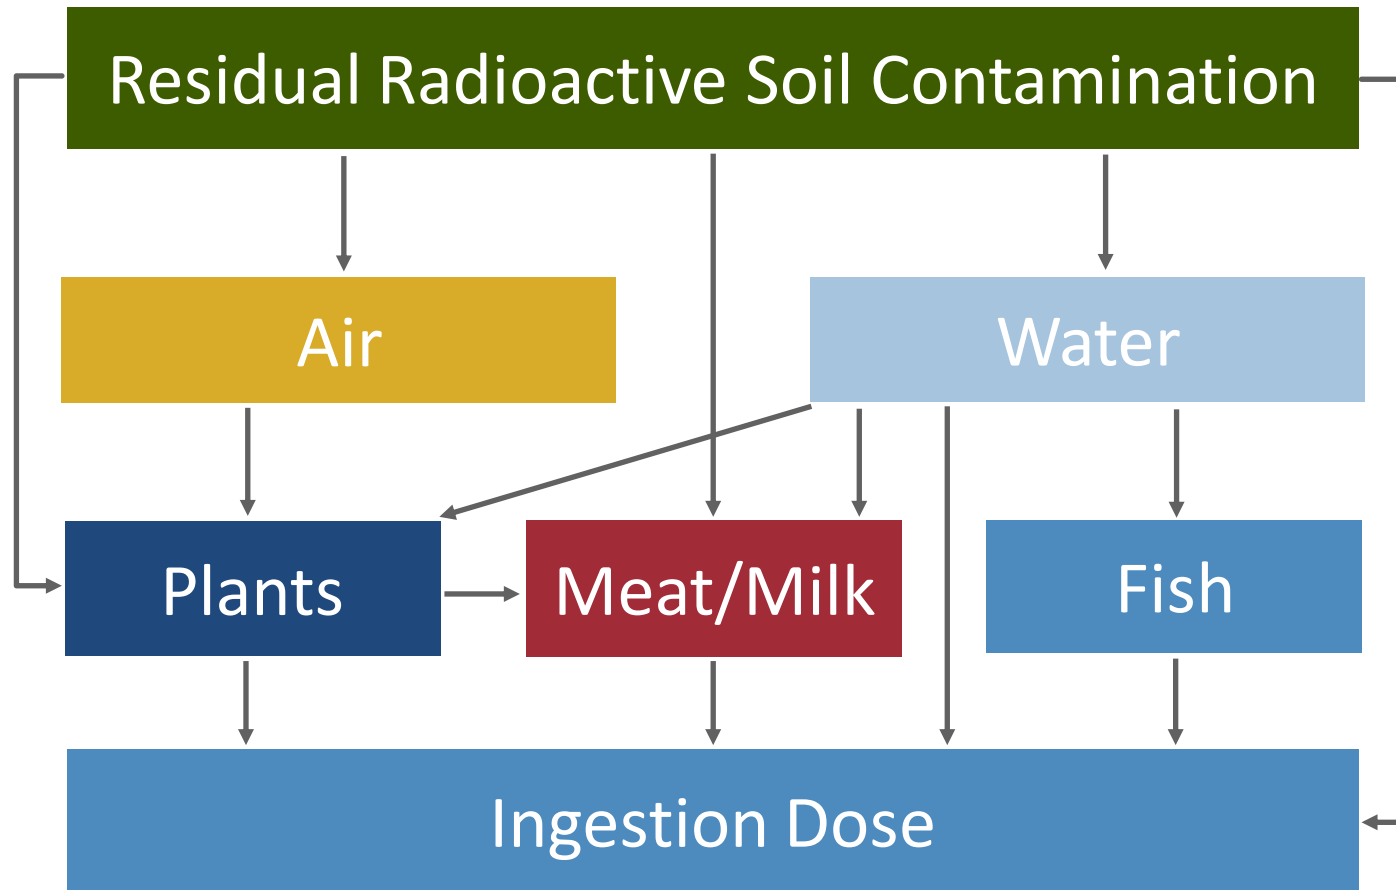 Residual Radioactive Soil Contamination
Air
Water
Plants
Meat/Milk
Fish
Ingestion Dose